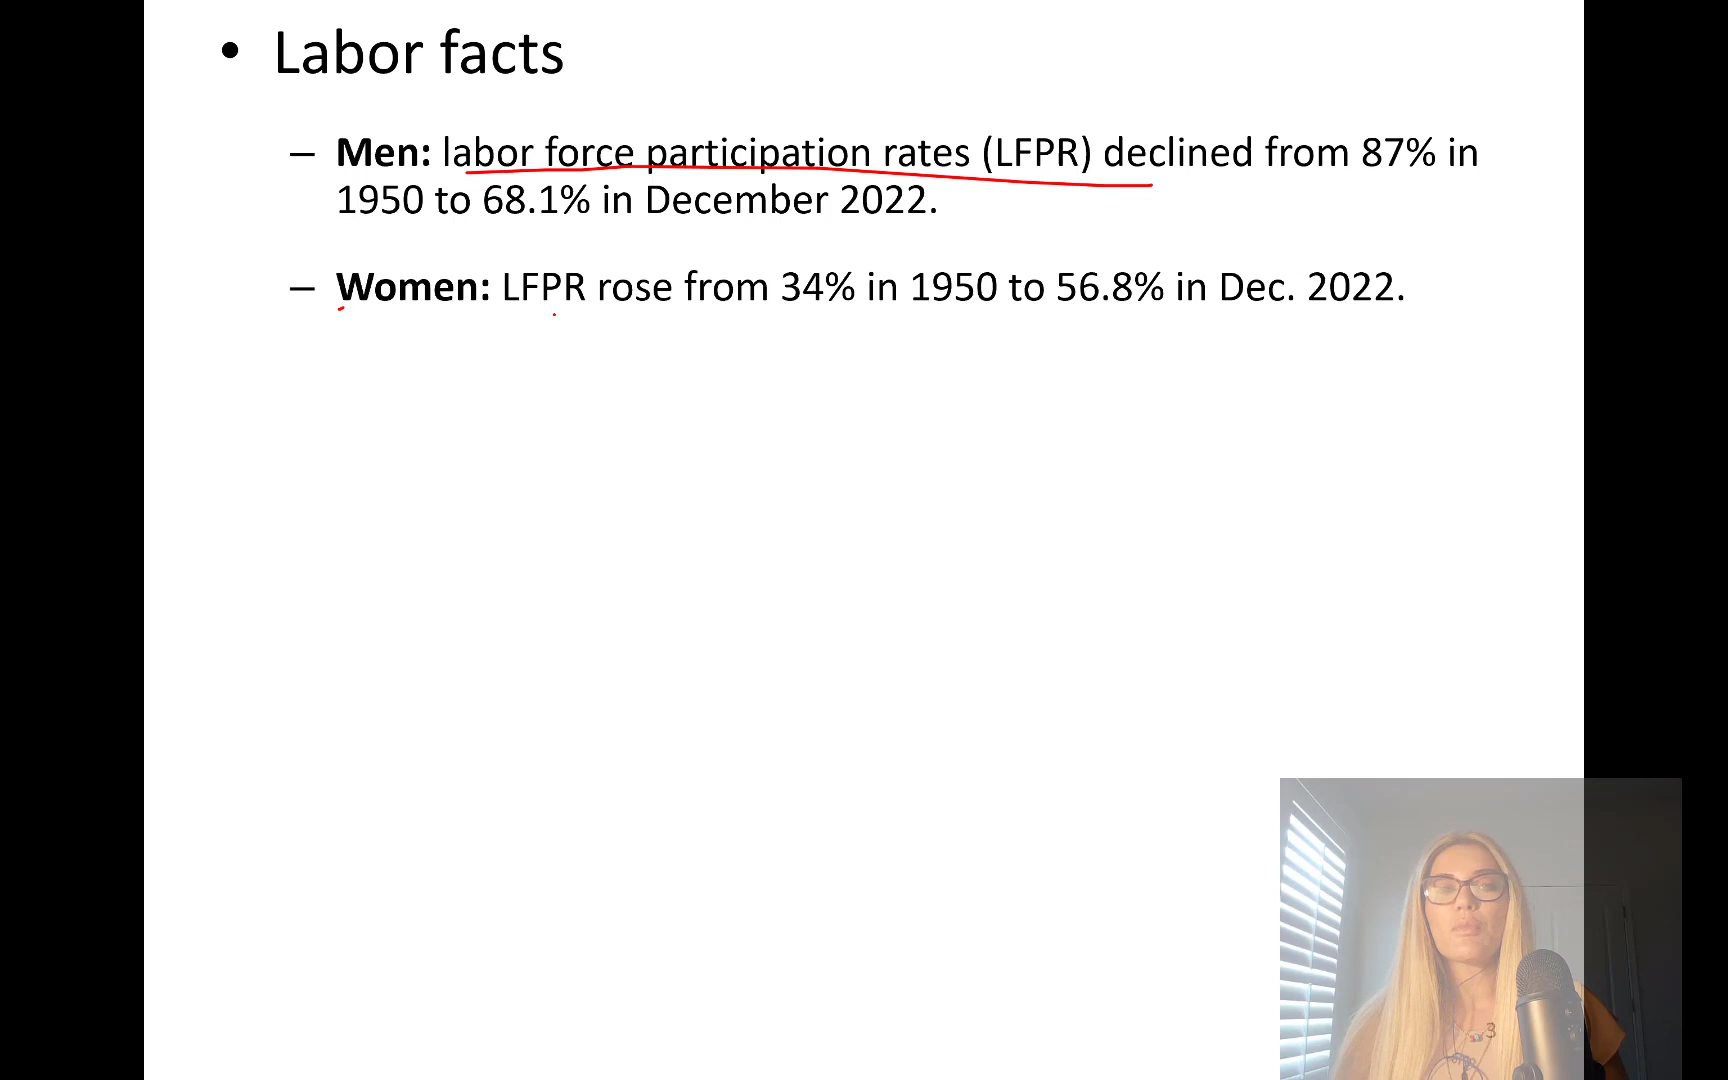 • Labor facts
– Men: labor force participation rates (LFPR) declined from 87% in
1950 to 68.1% in December 2022.
– Women: LFPR rose from 34% in 1950 to 56.8% in Dec. 2022.